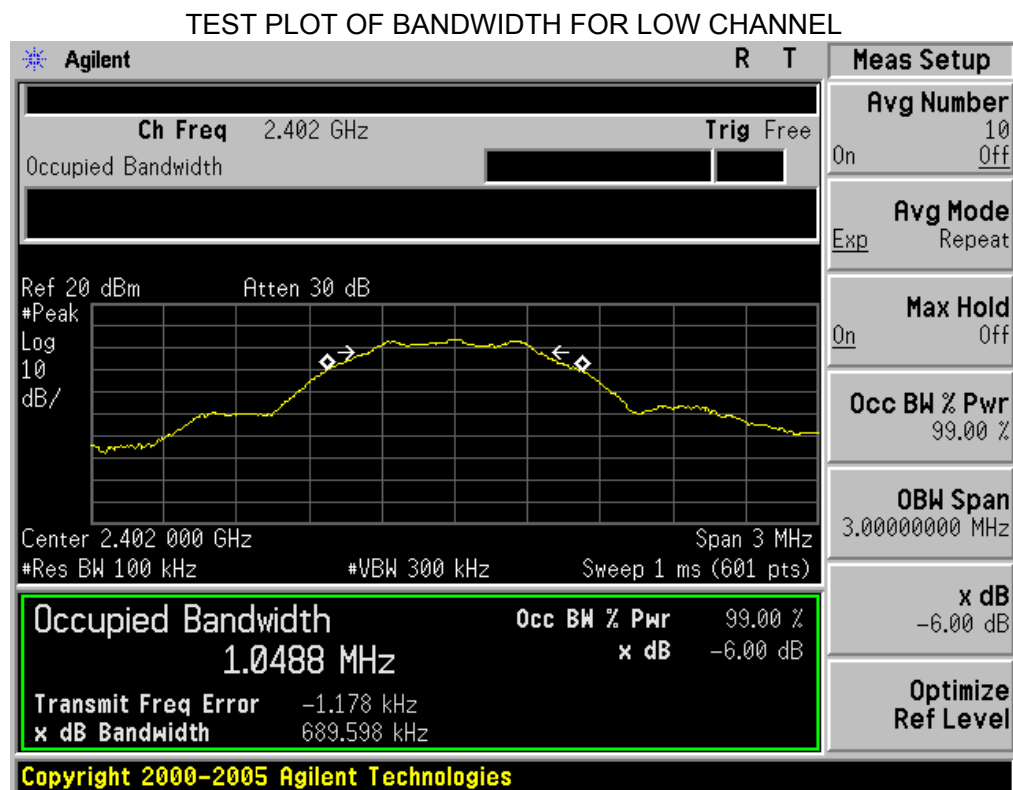 TEST PLOT OF BANDWIDTH FOR LOW CHANNEL
Agilent R T
Ch Freq 2.402 GHz Trig Free
Occupied Bandwidth
Ref 20 dBm Atten 30 dB
#Peak
Log
10
dB/
Center 2.402 000 GHz Span 3 MHz
#Res BW 100 kHz #VBW 300 kHz Sweep 1 ms (601 pts)
Occupied Bandwidth Occ BW % Pwr 99.00 %
1.0488 MHz x dB -6.00 dB
Transmit Freq Error -1.178 kHz
x dB Bandwidth 689.598 kHz
Copyright 2000-2005 Agilent Technologies
Meas Setup
Avg Number
10
On Off
Avg Mode
Exp Repeat
Max Hold
On Off
Occ BW % Pwr
99.00 %
OBW Span
3.00000000 MHz
x dB
-6.00 dB
Optimize
Ref Level